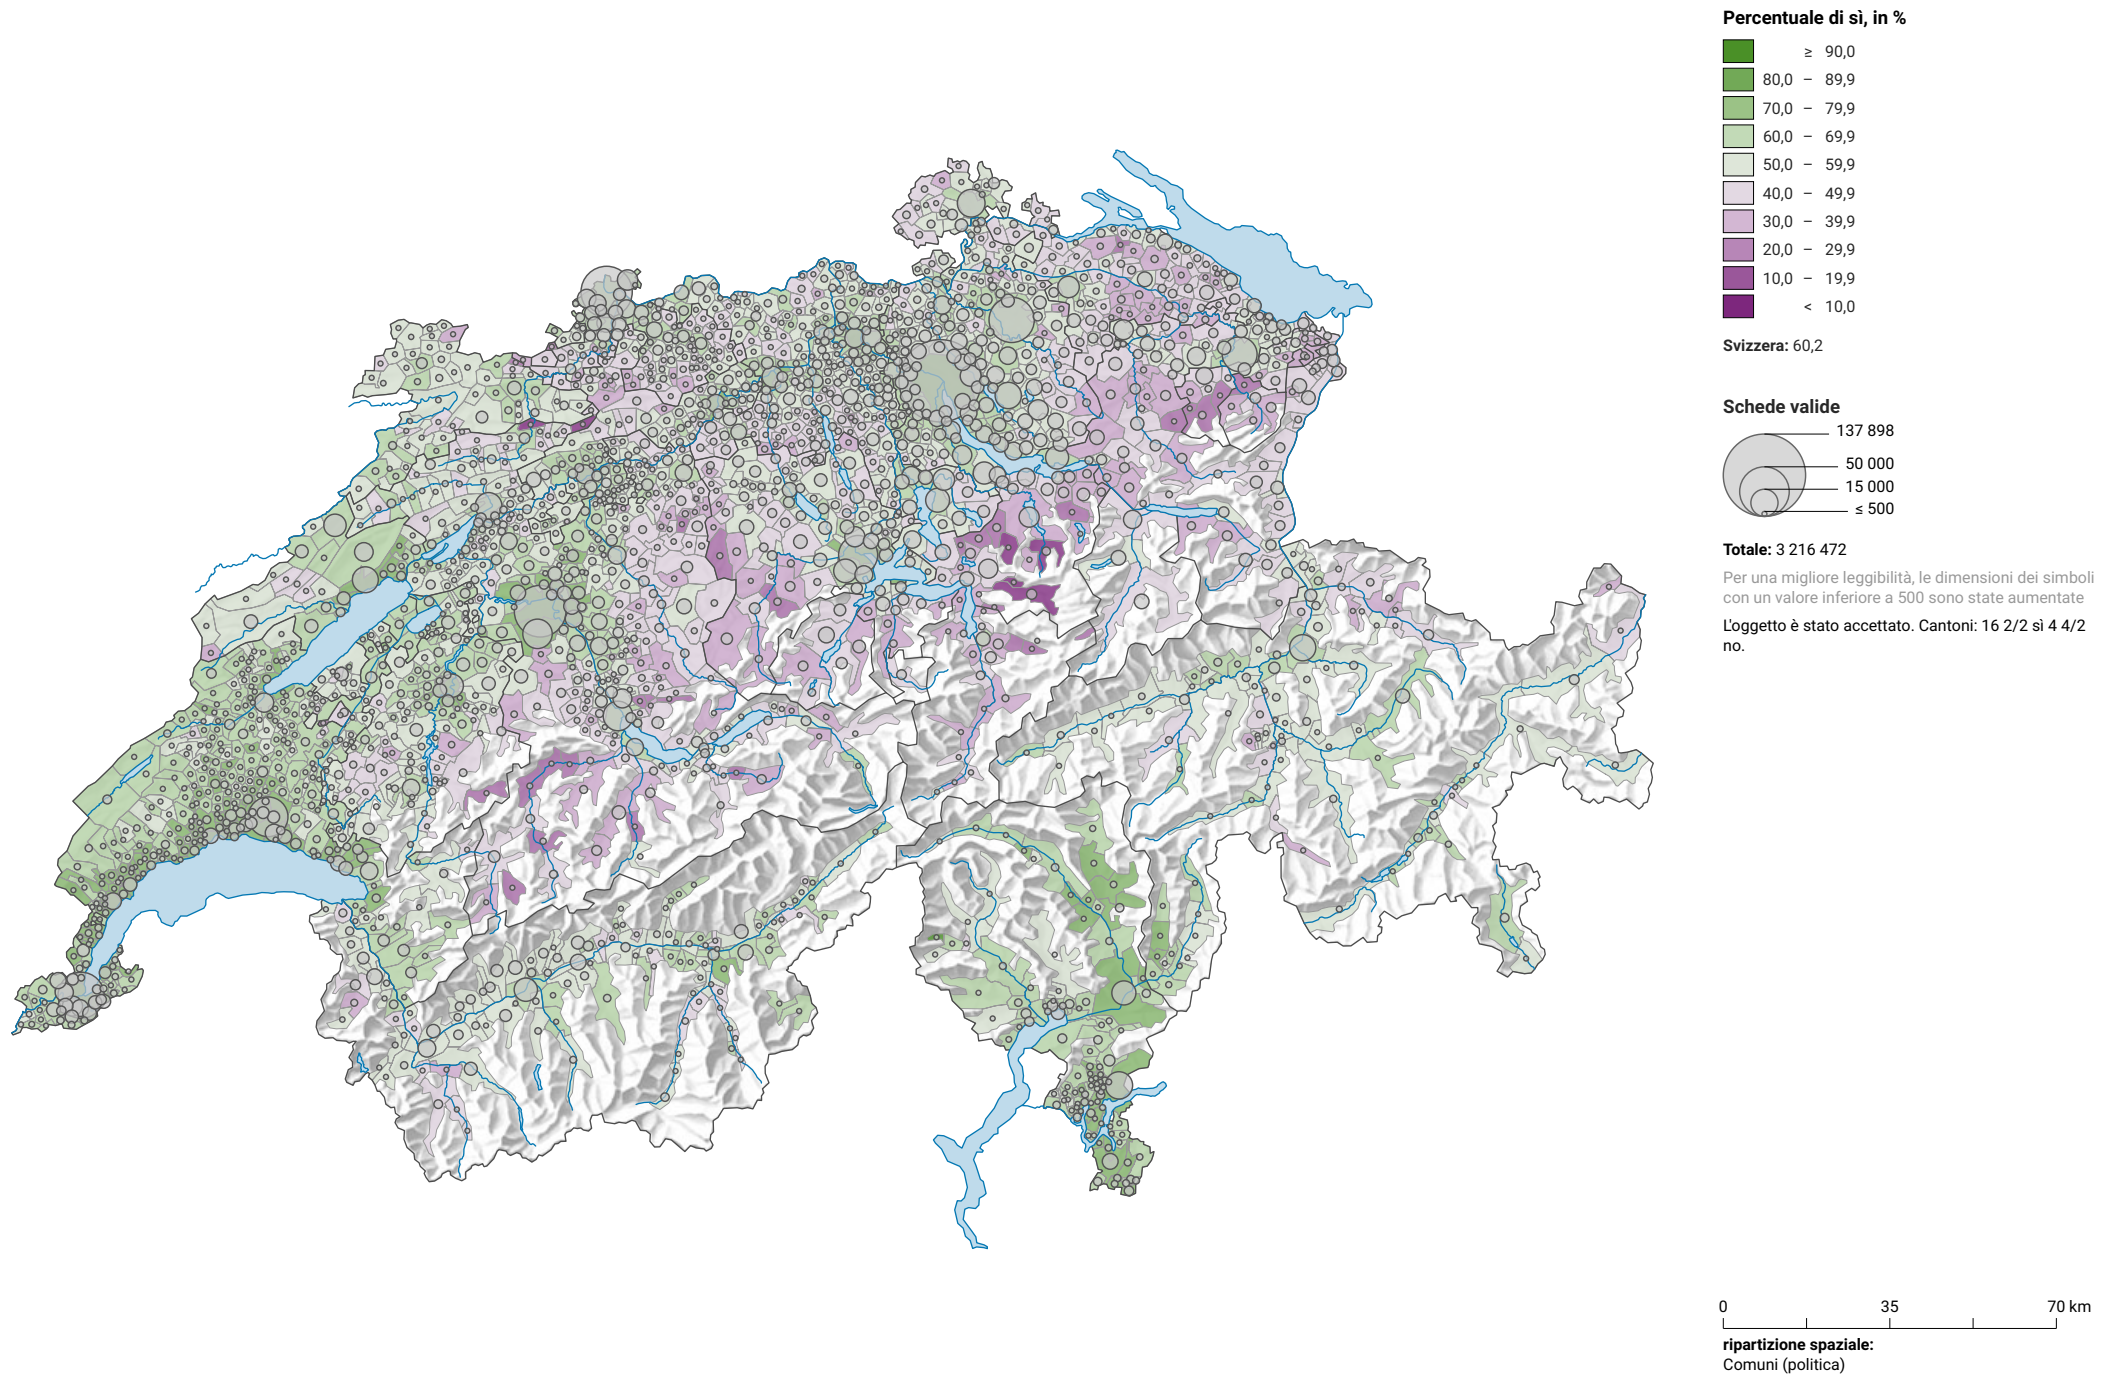 Percentuale di sì, in %
≥ 90,0
80,0 – 89,9
70,0 – 79,9
60,0 – 69,9
50,0 – 59,9
40,0 – 49,9
30,0 – 39,9
20,0 – 29,9
10,0 – 19,9
< 10,0
Svizzera: 60,2
Schede valide
137 898
50 000
15 000
≤ 500
Totale: 3 216 472
Per una migliore leggibilità, le dimensioni dei simboli
con un valore inferiore a 500 sono state aumentate
L'oggetto è stato accettato. Cantoni: 16 2/2 sì 4 4/2
no.
0 35 70 km
ripartizione spaziale:
Comuni (politica)